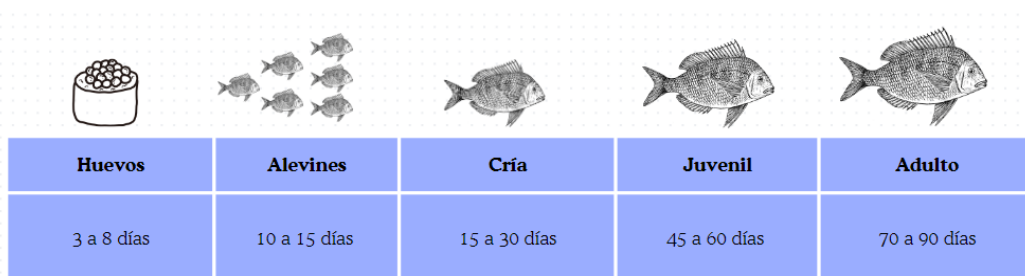 Huevos Alevines Cría Juvenil Adulto
3 a 8 días 10 a 15 días 15 a 30 días 45 a 60 días 70 a 90 días